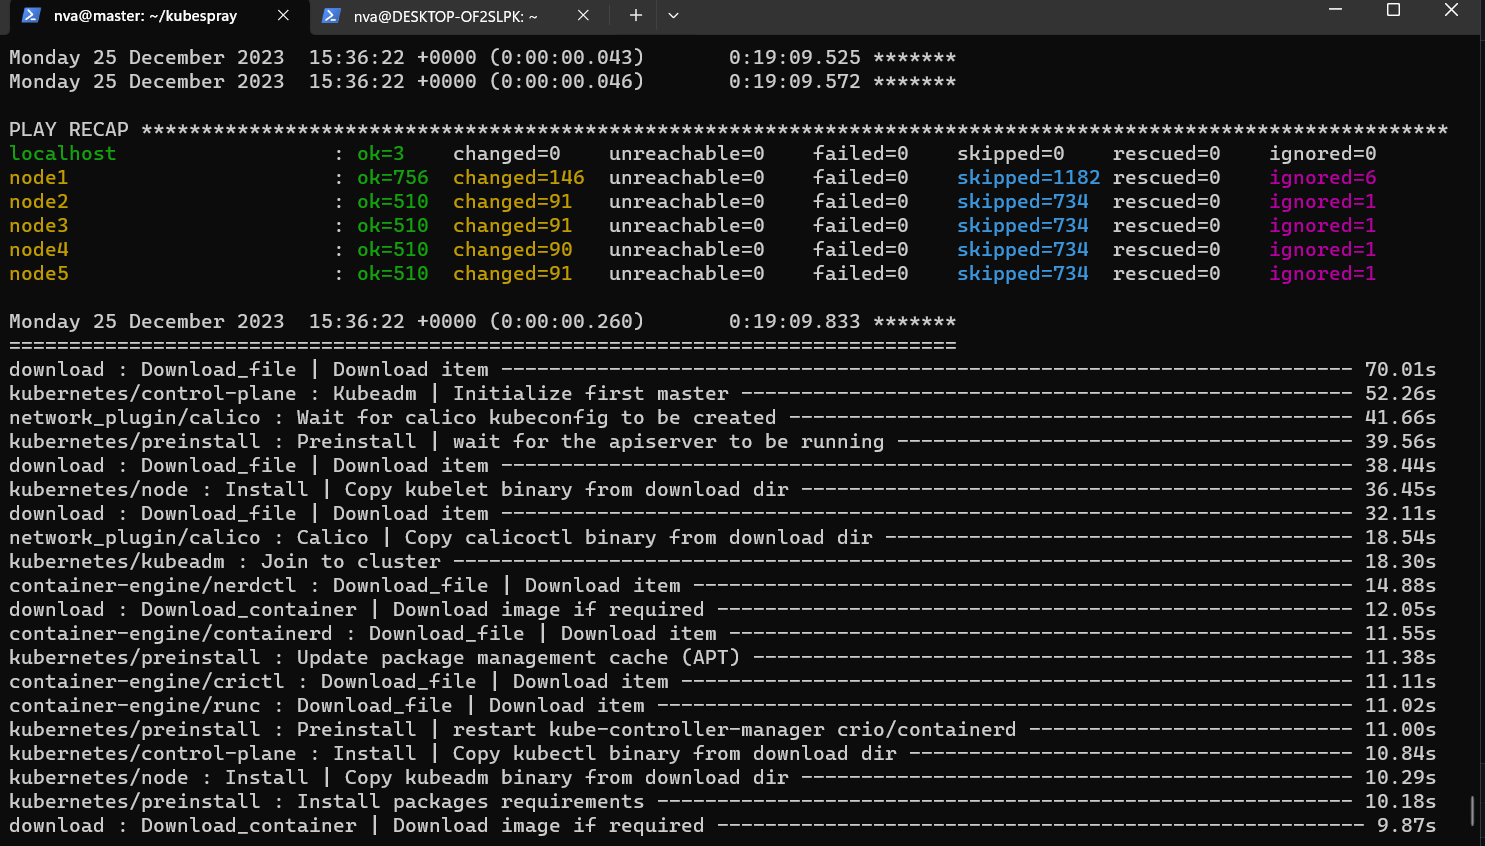 nva@master: ~/kubespray
nva@DESKTOP-OF2SLPK: ~
Monday 25 December 2023  15:36:22 +0000 (0:00:00.043)       0:19:09.525 *******
Monday 25 December 2023  15:36:22 +0000 (0:00:00.046)       0:19:09.572 *******
PLAY RECAP *************************************************************************************************************
localhost                  : ok=3    changed=0    unreachable=0    failed=0    skipped=0    rescued=0    ignored=0
node1                      : ok=756  changed=146  unreachable=0    failed=0    skipped=1182 rescued=0    ignored=6
node2                      : ok=510  changed=91   unreachable=0    failed=0    skipped=734  rescued=0    ignored=1
node3                      : ok=510  changed=91   unreachable=0    failed=0    skipped=734  rescued=0    ignored=1
node4                      : ok=510  changed=90   unreachable=0    failed=0    skipped=734  rescued=0    ignored=1
node5                      : ok=510  changed=91   unreachable=0    failed=0    skipped=734  rescued=0    ignored=1
Monday 25 December 2023  15:36:22 +0000 (0:00:00.260)       0:19:09.833 *******
===============================================================================
download : Download_file | Download item ----------------------------------------------------------------------- 70.01s
kubernetes/control-plane : Kubeadm | Initialize first master --------------------------------------------------- 52.26s
network_plugin/calico : Wait for calico kubeconfig to be created ----------------------------------------------- 41.66s
kubernetes/preinstall : Preinstall | wait for the apiserver to be running -------------------------------------- 39.56s
download : Download_file | Download item ----------------------------------------------------------------------- 38.44s
kubernetes/node : Install | Copy kubelet binary from download dir ---------------------------------------------- 36.45s
download : Download_file | Download item ----------------------------------------------------------------------- 32.11s
network_plugin/calico : Calico | Copy calicoctl binary from download dir --------------------------------------- 18.54s
kubernetes/kubeadm : Join to cluster --------------------------------------------------------------------------- 18.30s
container-engine/nerdctl : Download_file | Download item ------------------------------------------------------- 14.88s
download : Download_container | Download image if required ----------------------------------------------------- 12.05s
container-engine/containerd : Download_file | Download item ---------------------------------------------------- 11.55s
kubernetes/preinstall : Update package management cache (APT) -------------------------------------------------- 11.38s
container-engine/crictl : Download_file | Download item -------------------------------------------------------- 11.11s
container-engine/runc : Download_file | Download item ---------------------------------------------------------- 11.02s
kubernetes/preinstall : Preinstall | restart kube-controller-manager crio/containerd --------------------------- 11.00s
kubernetes/control-plane : Install | Copy kubectl binary from download dir ------------------------------------- 10.84s
kubernetes/node : Install | Copy kubeadm binary from download dir ---------------------------------------------- 10.29s
kubernetes/preinstall : Install packages requirements ---------------------------------------------------------- 10.18s
download : Download_container | Download image if required ------------------------------------------------------ 9.87s